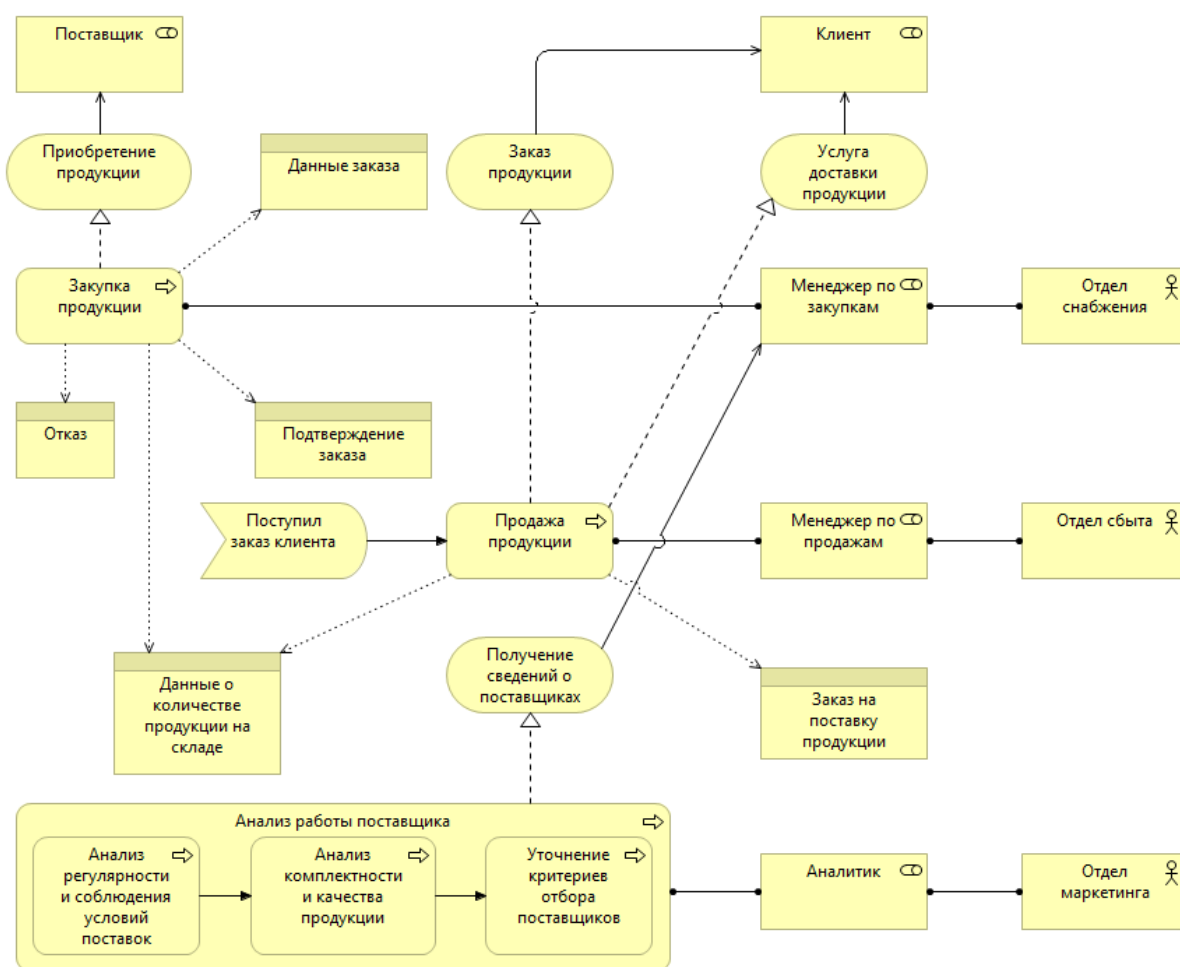 Поставщик
Клиент
Приобретение
продукции
Данные заказа
Заказ
продукции
Услуга
доставки
продукции
Закупка
продукции
Менеджер по
закупкам
Отдел
снабжения
Отказ
Подтверждение
заказа
Поступил
заказ клиента
Продажа
продукции
Менеджер по
продажам
Отдел сбыта
Получение
сведений о
поставщиках
Данные о
количестве
продукции на
складе
Заказ на
поставку
продукции
Анализ работы поставщика
Анализ
регулярности
и соблюдения
условий
поставок
Анализ
комплектности
и качества
продукции
Уточнение
критериев
отбора
поставщиков
Аналитик
Отдел
маркетинга